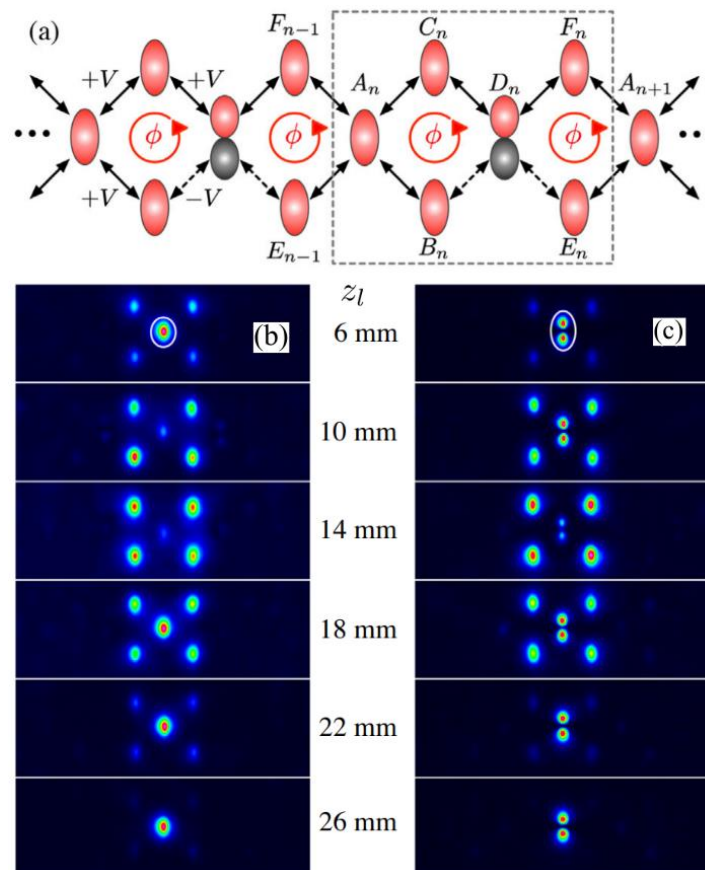 (a)
F_{n-1} C_n F_n
+V +V A_n D_n A_{n+1}
ϕ ϕ ϕ ϕ
+V −V
E_{n-1} B_n E_n
z_l
(b) 6 mm (c)
10 mm
14 mm
18 mm
22 mm
26 mm